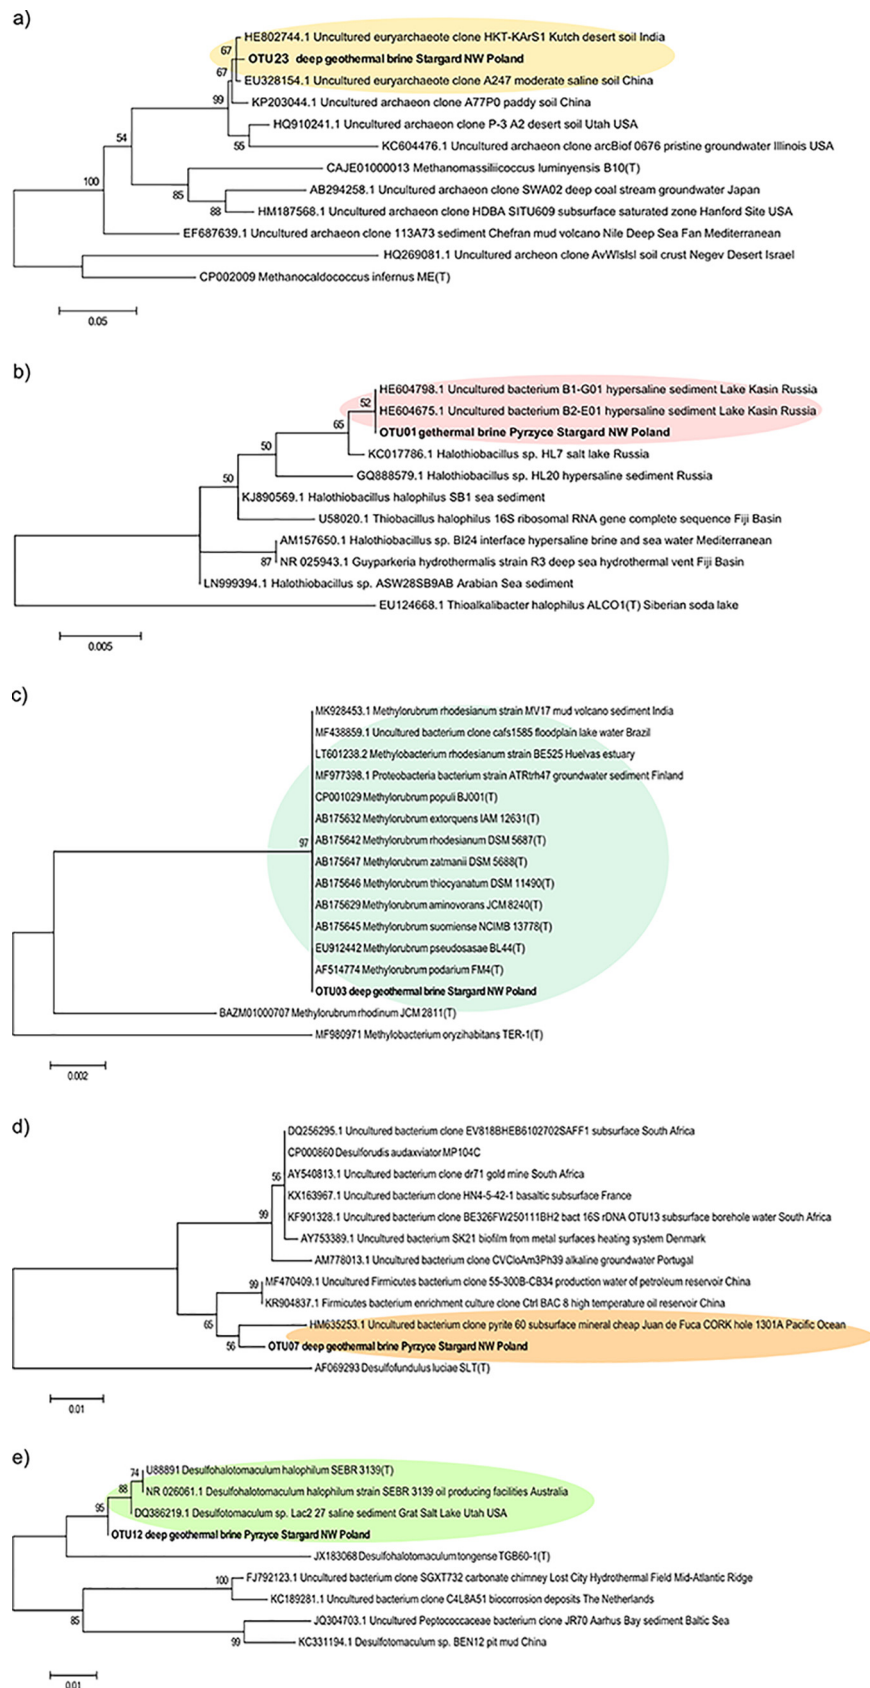 a)
HE802744.1 Uncultured euryarchaeote clone HKT-KArS1 Kutch desert soil India
67
OTU23 deep geothermal brine Stargard NW Poland
67
EU328154.1 Uncultured euryarchaeote clone A247 moderate saline soil China
99
KP203044.1 Uncultured archaeon clone A77P0 paddy soil China
HQ910241.1 Uncultured archaeon clone P-3 A2 desert soil Utah USA
54
55
KC604476.1 Uncultured archaeon clone arcBiof 0676 pristine groundwater Illinois USA
CAJE01000013 Methanomassiliicoccus luminyensis B10(T)
100
85
AB294258.1 Uncultured archaeon clone SWA02 deep coal stream groundwater Japan
88
HM187568.1 Uncultured archaeon clone HDBA SITU609 subsurface saturated zone Hanford Site USA
EF687639.1 Uncultured archaeon clone 113A73 sediment Chefran mud volcano Nile Deep Sea Fan Mediterranean
HQ269081.1 Uncultured archeon clone AvWlsIsl soil crust Negev Desert Israel
CP002009 Methanocaldococcus infernus ME(T)
0.05
b)
HE604798.1 Uncultured bacterium B1-G01 hypersaline sediment Lake Kasin Russia
52
HE604675.1 Uncultured bacterium B2-E01 hypersaline sediment Lake Kasin Russia
65
OTU01 gethermal brine Pyrzyce Stargard NW Poland
50
KC017786.1 Halothiobacillus sp. HL7 salt lake Russia
GQ888579.1 Halothiobacillus sp. HL20 hypersaline sediment Russia
50
KJ890569.1 Halothiobacillus halophilus SB1 sea sediment
U58020.1 Thiobacillus halophilus 16S ribosomal RNA gene complete sequence Fiji Basin
AM157650.1 Halothiobacillus sp. BI24 interface hypersaline brine and sea water Mediterranean
87
NR 025943.1 Guyparkeria hydrothermalis strain R3 deep sea hydrothermal vent Fiji Basin
LN999394.1 Halothiobacillus sp. ASW28SB9AB Arabian Sea sediment
EU124668.1 Thioalkalibacter halophilus ALCO1(T) Siberian soda lake
0.005
c)
MK928453.1 Methylorubrum rhodesianum strain MV17 mud volcano sediment India
MF438859.1 Uncultured bacterium clone cafs1585 floodplain lake water Brazil
LT601238.2 Methylobacterium rhodesianum strain BE525 Huelvas estuary
MF977398.1 Proteobacteria bacterium strain ATRtrh47 groundwater sediment Finland
CP001029 Methylorubrum populi BJ001(T)
AB175632 Methylorubrum extorquens IAM 12631(T)
97
AB175642 Methylorubrum rhodesianum DSM 5687(T)
AB175647 Methylorubrum zatmanii DSM 5688(T)
AB175646 Methylorubrum thiocyanatum DSM 11490(T)
AB175629 Methylorubrum aminovorans JCM 8240(T)
AB175645 Methylorubrum suomiense NCIMB 13778(T)
EU912442 Methylorubrum pseudosasae BL44(T)
AF514774 Methylorubrum podarium FM4(T)
OTU03 deep geothermal brine Stargard NW Poland
BAZM01000707 Methylorubrum rhodinum JCM 2811(T)
MF980971 Methylobacterium oryzihabitans TER-1(T)
0.002
d)
DQ256295.1 Uncultured bacterium clone EV818BHEB6102702SAFF1 subsurface South Africa
CP000860 Desulforudis audaxviator MP104C
56
AY540813.1 Uncultured bacterium clone dr71 gold mine South Africa
KX163967.1 Uncultured bacterium clone HN4-5-42-1 basaltic subsurface France
99
KF901328.1 Uncultured bacterium clone BE326FW250111BH2 bact 16S rDNA OTU13 subsurface borehole water South Africa
AY753389.1 Uncultured bacterium SK21 biofilm from metal surfaces heating system Denmark
AM778013.1 Uncultured bacterium clone CVCloAm3Ph39 alkaline groundwater Portugal
99
MF470409.1 Uncultured Firmicutes bacterium clone 55-300B-CB34 production water of petroleum reservoir China
KR904837.1 Firmicutes bacterium enrichment culture clone Ctrl BAC 8 high temperature oil reservoir China
65
HM635253.1 Uncultured bacterium clone pyrite 60 subsurface mineral cheap Juan de Fuca CORK hole 1301A Pacific Ocean
56
OTU07 deep geothermal brine Pyrzyce Stargard NW Poland
AF069293 Desulfofundulus luciae SLT(T)
0.01
e)
U88891 Desulfohalotomaculum halophilum SEBR 3139(T)
74
88
NR 026061.1 Desulfohalotomaculum halophilum strain SEBR 3139 oil producing facilities Australia
95
DQ386219.1 Desulfotomaculum sp. Lac2 27 saline sediment Grat Salt Lake Utah USA
OTU12 deep geothermal brine Pyrzyce Stargard NW Poland
JX183068 Desulfohalotomaculum tongense TGB60-1(T)
100
FJ792123.1 Uncultured bacterium clone SGXT732 carbonate chimney Lost City Hydrothermal Field Mid-Atlantic Ridge
KC189281.1 Uncultured bacterium clone C4L8A51 biocorrosion deposits The Netherlands
85
JQ304703.1 Uncultured Peptococcaceae bacterium clone JR70 Aarhus Bay sediment Baltic Sea
99
KC331194.1 Desulfotomaculum sp. BEN12 pit mud China
0.01